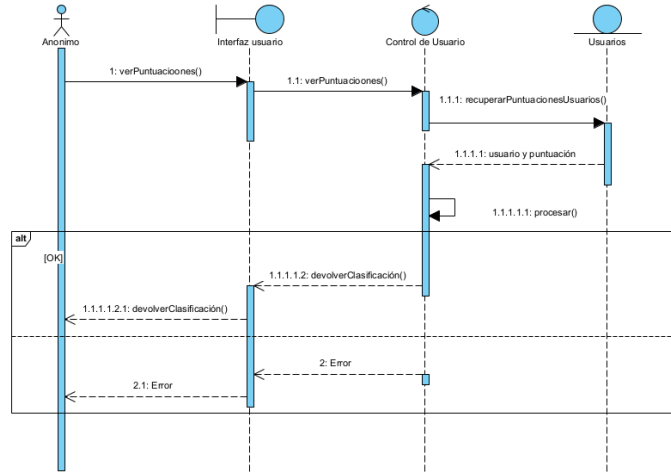 Anonimo
Interfaz usuario
Control de Usuario
Usuarios
1: verPuntuacioones()
1.1: verPuntuaciones()
1.1.1: recuperarPuntuacionesUsuarios()
1.1.1.1: usuario y puntuación
1.1.1.1.1: procesar()
alt
[OK]
1.1.1.1.2: devolverClasificación()
1.1.1.1.2.1: devolverClasificación()
2: Error
2.1: Error